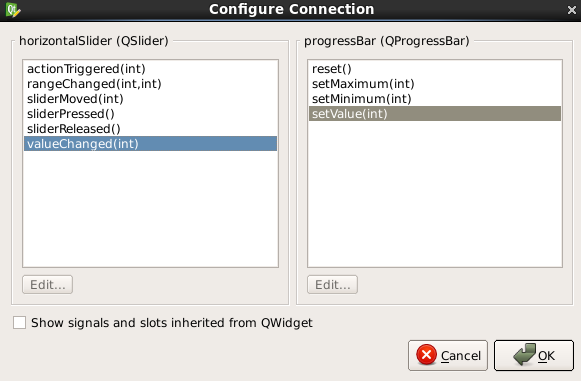 Configure Connection
horizontalSlider (QSlider)
actionTriggered(int)
rangeChanged(int,int)
sliderMoved(int)
sliderPressed()
sliderReleased()
valueChanged(int)
Edit...
progressBar (QProgressBar)
reset()
setMaximum(int)
setMinimum(int)
setValue(int)
Edit...
Show signals and slots inherited from QWidget
Cancel
OK